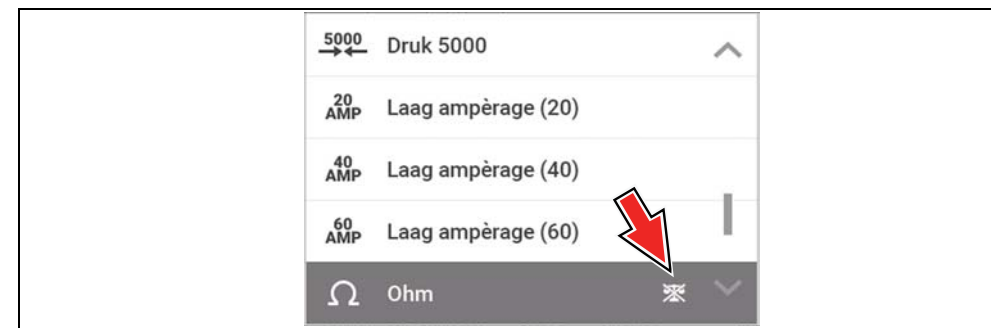 5000 Druk 5000
20 AMP Laag ampèrage (20)
40 AMP Laag ampèrage (40)
60 AMP Laag ampèrage (60)
Ω Ohm